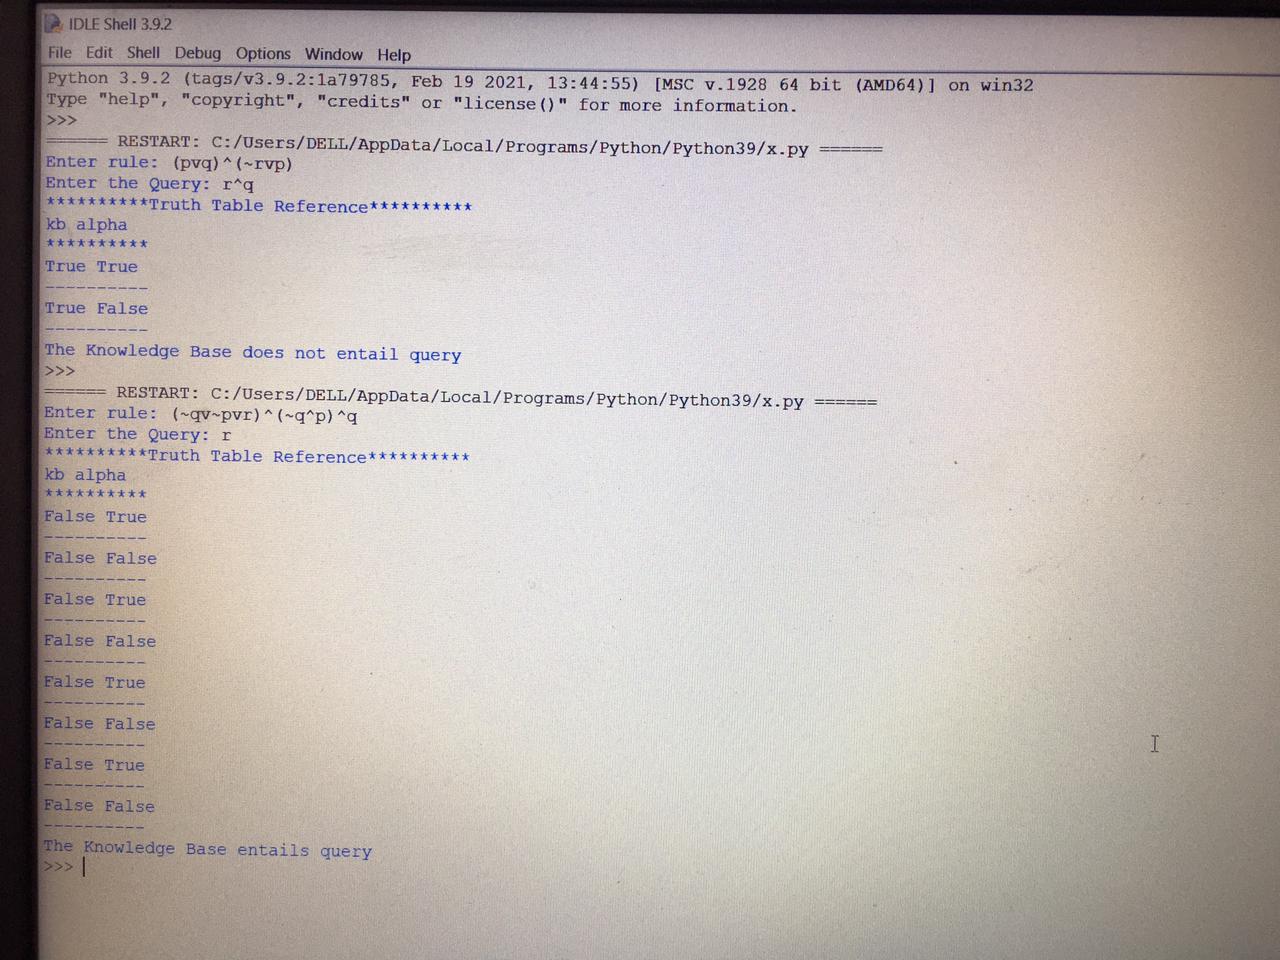 IDLE Shell 3.9.2
File Edit Shell Debug Options Window Help
Python 3.9.2 (tags/v3.9.2:1a79785, Feb 19 2021, 13:44:55) [MSC v.1928 64 bit (AMD64)] on win32
Type "help", "copyright", "credits" or "license()" for more information.
>>>
====== RESTART: C:/Users/DELL/AppData/Local/Programs/Python/Python39/x.py ======
Enter rule: (pvq)^(~rvp)
Enter the Query: r^q
**********Truth Table Reference**********
kb alpha
**********
True True
----------
True False
----------
The Knowledge Base does not entail query
>>>
====== RESTART: C:/Users/DELL/AppData/Local/Programs/Python/Python39/x.py ======
Enter rule: (~qv~pvr)^(~q^p)^q
Enter the Query: r
**********Truth Table Reference**********
kb alpha
**********
False True
----------
False False
----------
False True
----------
False False
----------
False True
----------
False False
----------
False True
----------
False False
----------
The Knowledge Base entails query
>>>